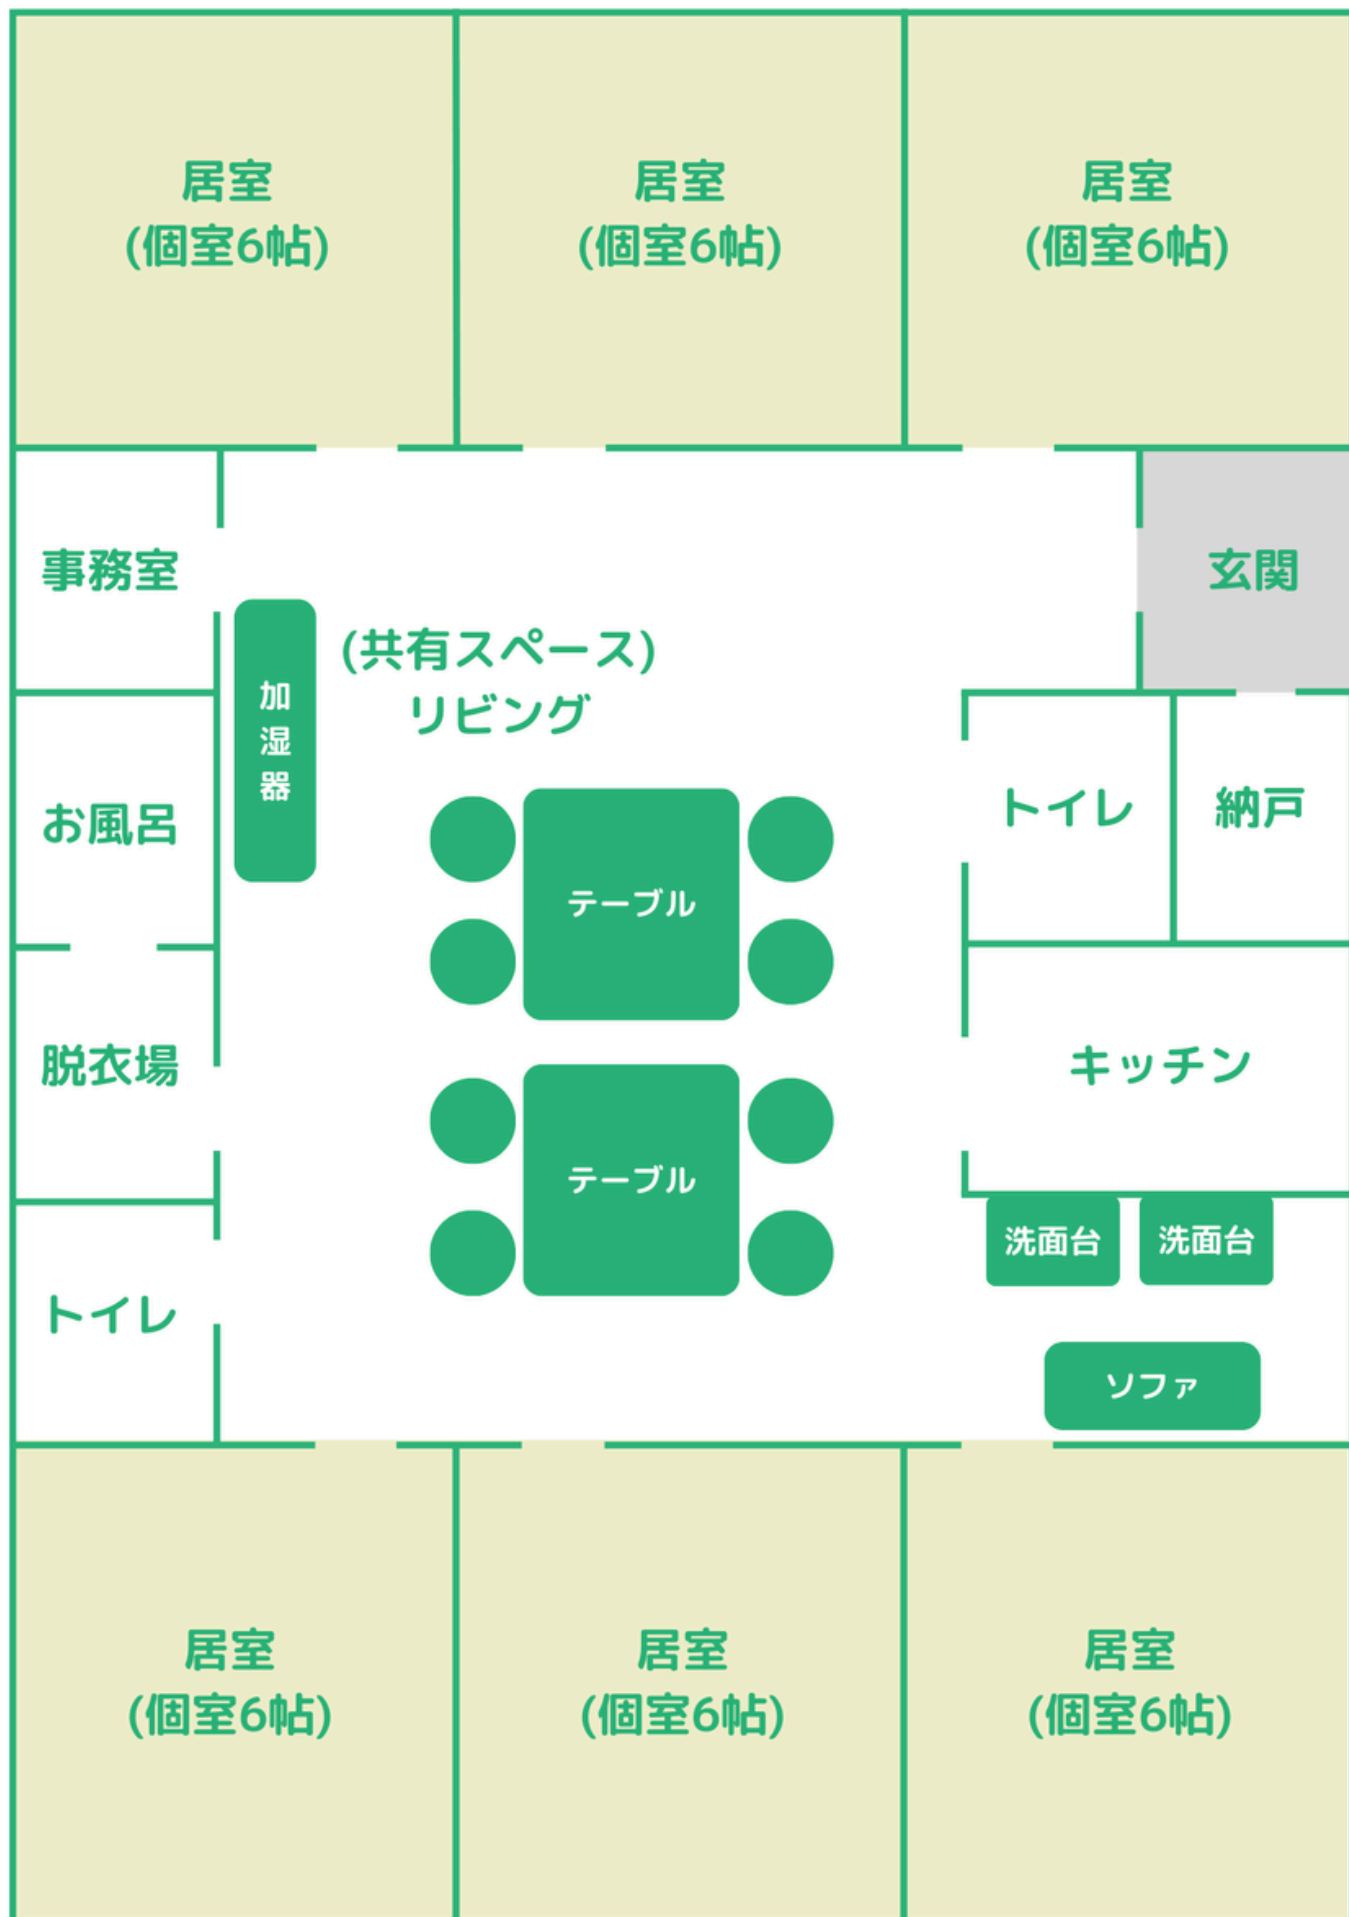 居室
(個室6帖)
居室
(個室6帖)
居室
(個室6帖)
事務室
玄関
(共有スペース)
リビング
加湿器
お風呂
テーブル
トイレ
納戸
脱衣場
キッチン
テーブル
洗面台
洗面台
トイレ
ソファ
居室
(個室6帖)
居室
(個室6帖)
居室
(個室6帖)